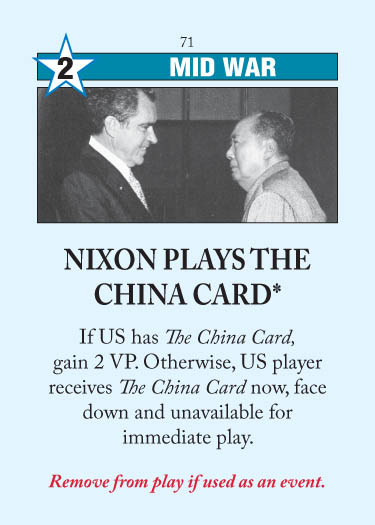 71
2
MID WAR
NIXON PLAYS THE
CHINA CARD*
If US has The China Card,
gain 2 VP. Otherwise, US player
receives The China Card now, face
down and unavailable for
immediate play.
Remove from play if used as an event.